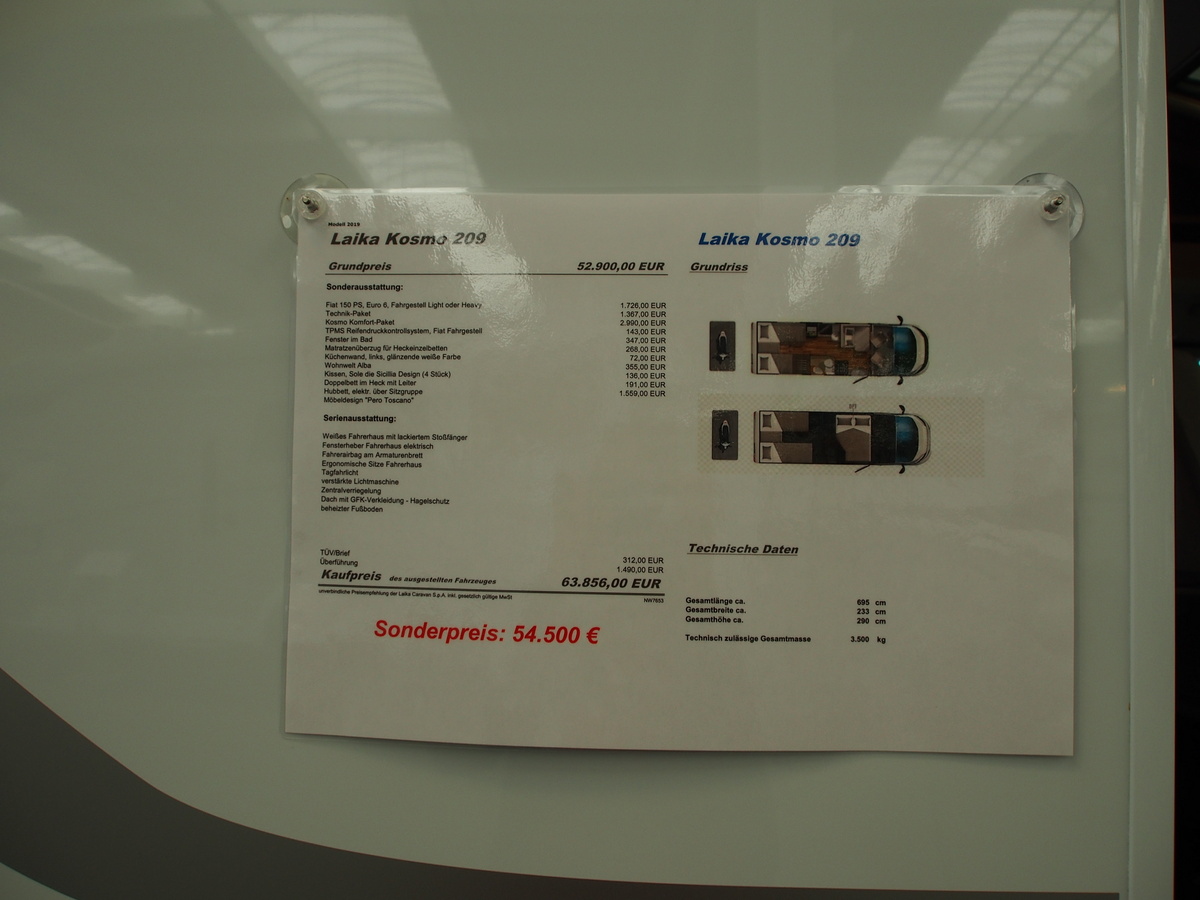 Modell 2019
Laika Kosmo 209
Grundpreis 52.900,00 EUR
Sonderausstattung:
Fiat 150 PS, Euro 6, Fahrgestell Light oder Heavy 1.726,00 EUR
Technik-Paket 1.367,00 EUR
Kosmo Komfort-Paket 2.990,00 EUR
TPMS Reifendruckkontrollsystem, Fiat Fahrgestell 143,00 EUR
Fenster im Bad 347,00 EUR
Matratzenüberzug für Heckeinzelbetten 268,00 EUR
Küchenwand, links, glänzende weiße Farbe 72,00 EUR
Wohnwelt Alba 355,00 EUR
Kissen, Sole die Sicillia Design (4 Stück) 136,00 EUR
Doppelbett im Heck mit Leiter 191,00 EUR
Hubbett, elektr. über Sitzgruppe 1.559,00 EUR
Möbeldesign "Pero Toscano"
Serienausstattung:
Weißes Fahrerhaus mit lackiertem Stoßfänger
Fensterheber Fahrerhaus elektrisch
Fahrerairbag am Armaturenbrett
Ergonomische Sitze Fahrerhaus
Tagfahrlicht
verstärkte Lichtmaschine
Zentralverriegelung
Dach mit GFK-Verkleidung - Hagelschutz
beheizter Fußboden
TÜV/Brief 312,00 EUR
Überführung 1.490,00 EUR
Kaufpreis des ausgestellten Fahrzeuges 63.856,00 EUR
unverbindliche Preisempfehlung der Laika Caravan S.p.A. inkl. gesetzlich gültige MwSt NW7653
Sonderpreis: 54.500 €
Laika Kosmo 209
Grundriss
Technische Daten
Gesamtlänge ca. 695 cm
Gesamtbreite ca. 233 cm
Gesamthöhe ca. 290 cm
Technisch zulässige Gesamtmasse 3.500 kg